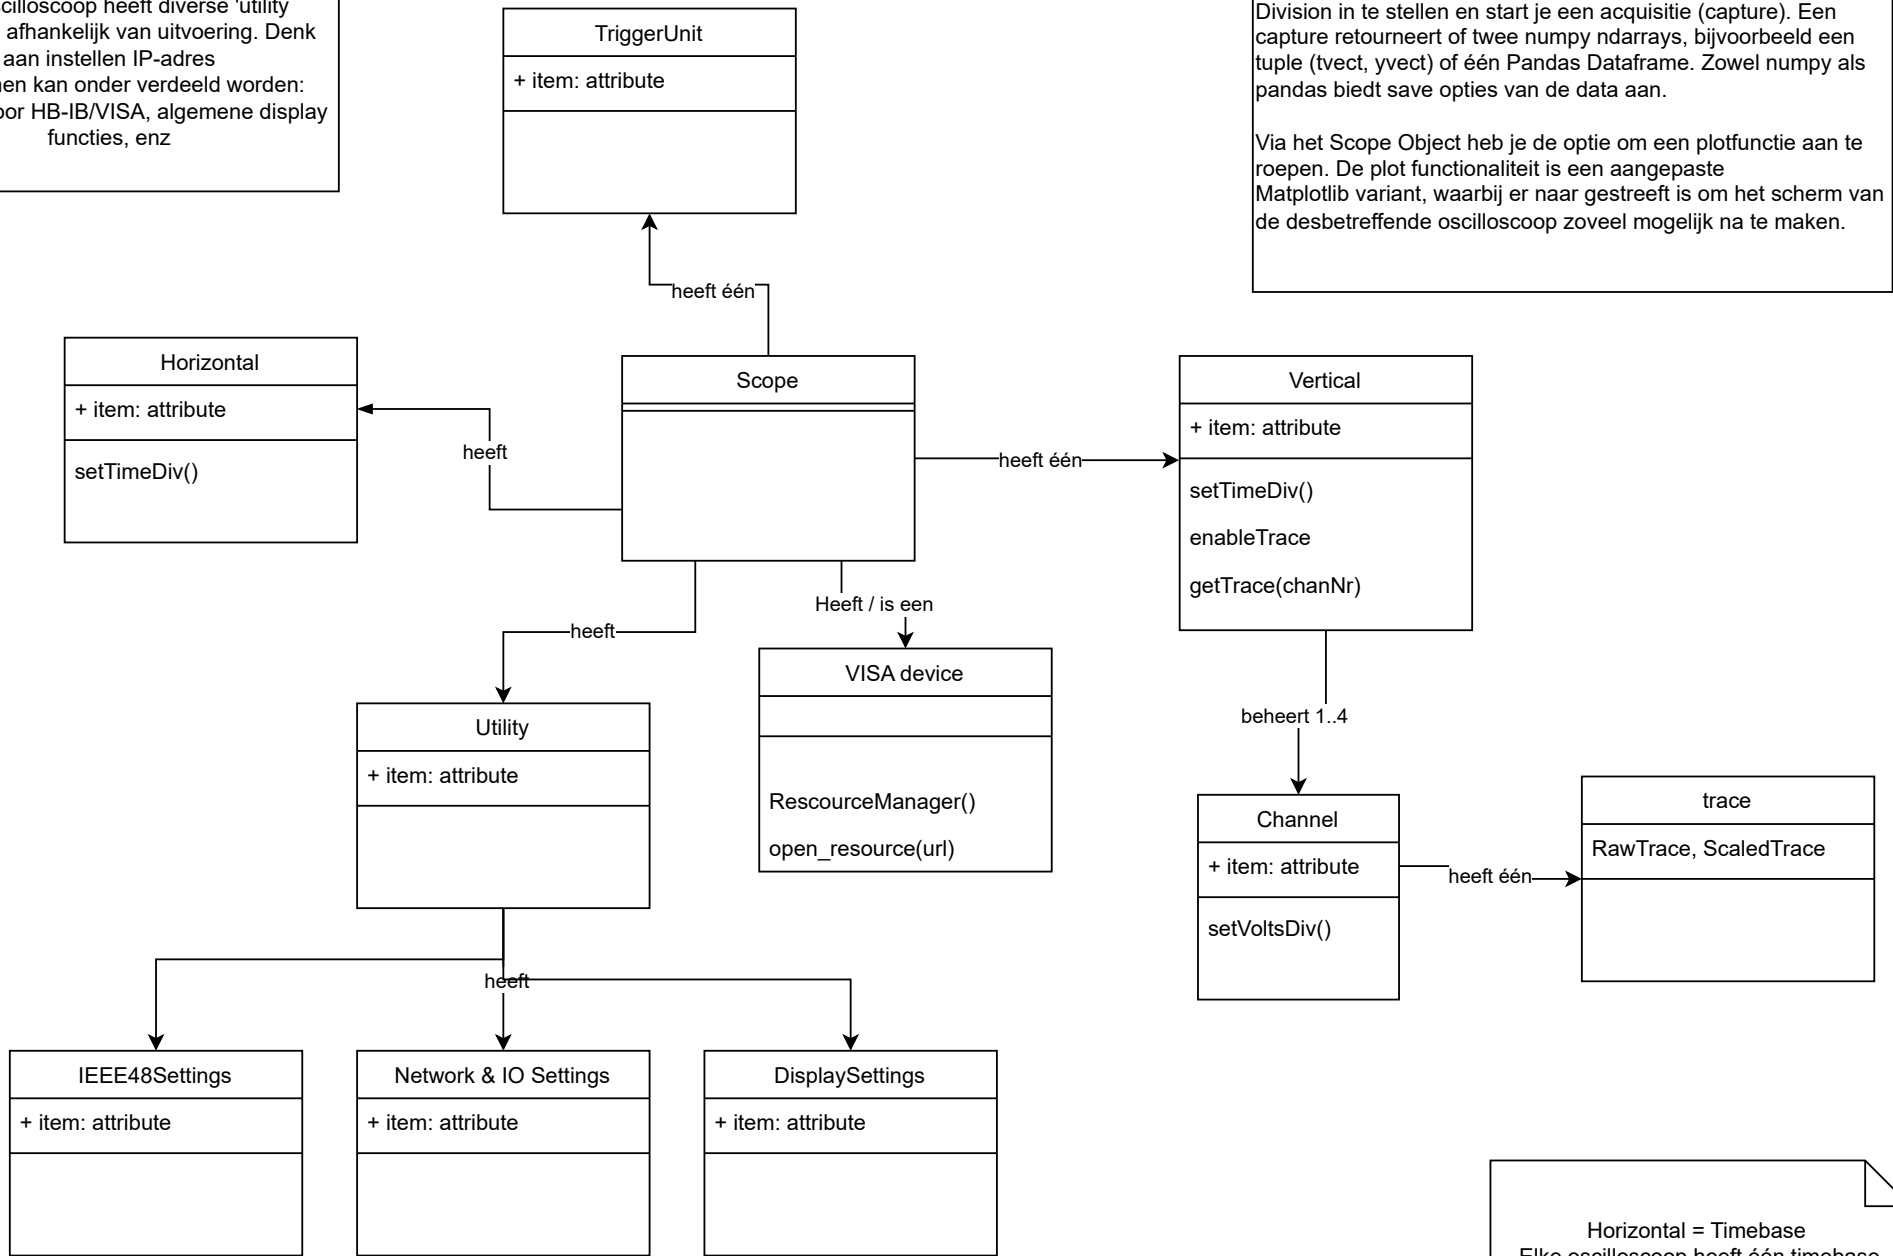 cilloscoop heeft diverse 'utility
afhankelijk van uitvoering. Denk
aan instellen IP-adres
en kan onder verdeeld worden:
oor HB-IB/VISA, algemene display
functies, enz
TriggerUnit
+ item: attribute
Division in te stellen en start je een acquisitie (capture). Een
capture retourneert of twee numpy ndarrays, bijvoorbeeld een
tuple (tvect, yvect) of één Pandas Dataframe. Zowel numpy als
pandas biedt save opties van de data aan.
Via het Scope Object heb je de optie om een plotfunctie aan te
roepen. De plot functionaliteit is een aangepaste
Matplotlib variant, waarbij er naar gestreeft is om het scherm van
de desbetreffende oscilloscoop zoveel mogelijk na te maken.
heeft één
Horizontal
+ item: attribute
setTimeDiv()
heeft
Scope
heeft één
Vertical
+ item: attribute
setTimeDiv()
enableTrace
getTrace(chanNr)
heeft
Heeft / is een
VISA device
RescourceManager()
open_resource(url)
Utility
+ item: attribute
beheert 1..4
Channel
+ item: attribute
setVoltsDiv()
heeft één
trace
RawTrace, ScaledTrace
heeft
IEEE48Settings
+ item: attribute
Network & IO Settings
+ item: attribute
DisplaySettings
+ item: attribute
Horizontal = Timebase
Elke oscilloscoop heeft één timebase